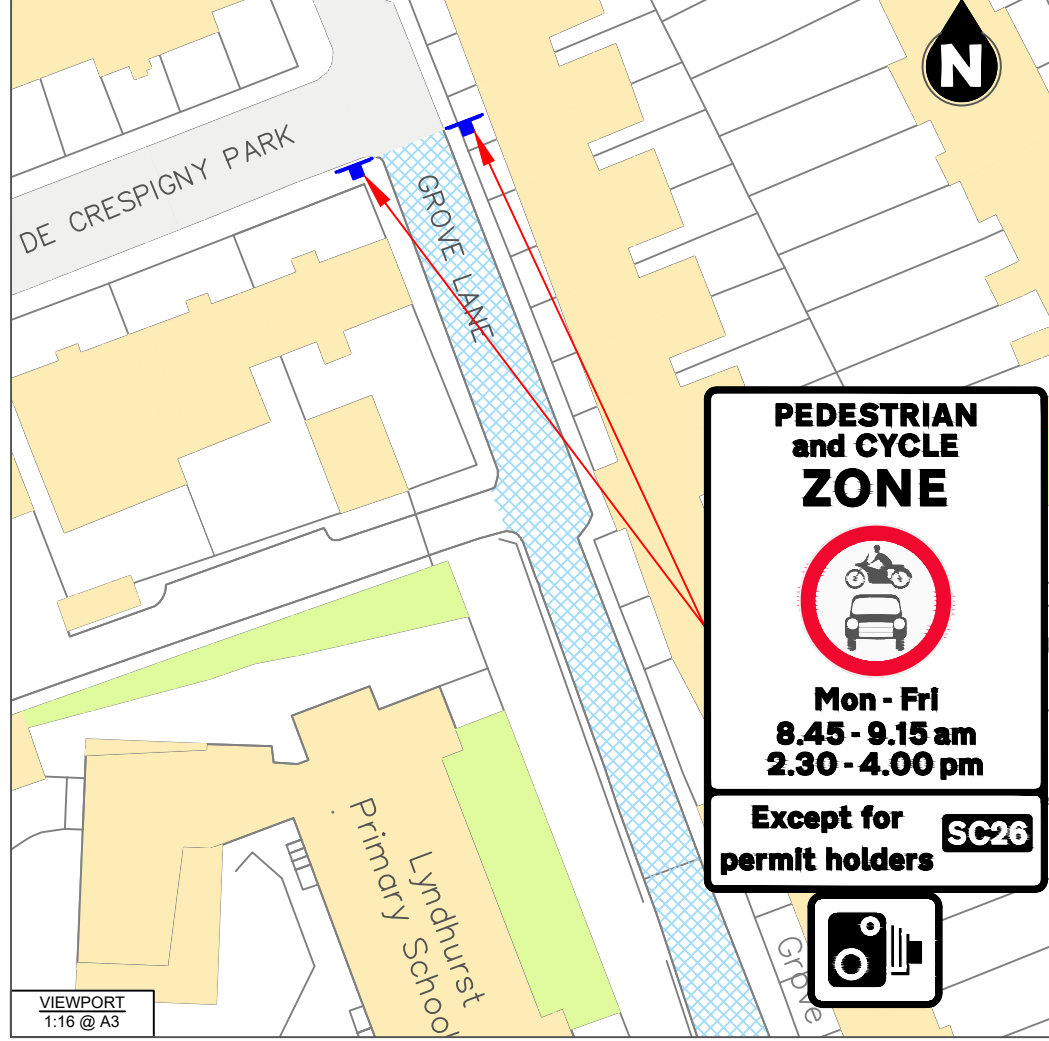 N
DE CRESPIGNY PARK
GROVE LANE
PEDESTRIAN
and CYCLE
ZONE
Mon - Fri
8.45 - 9.15 am
2.30 - 4.00 pm
Except for
permit holders
SC26
Lyndhurst
Primary School
Grove
VIEWPORT
1:16 @ A3